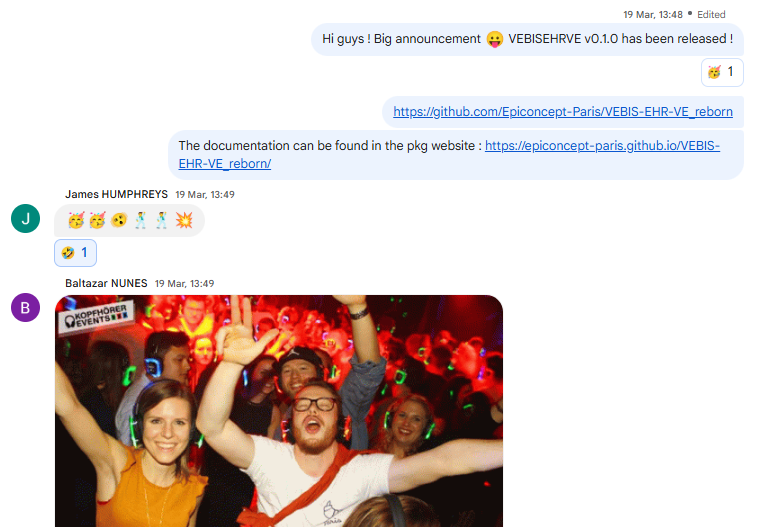 19 Mar, 13:48 • Edited
Hi guys ! Big announcement 😛 VEBISEHRVE v0.1.0 has been released !
🥳 1
https://github.com/Epiconcept-Paris/VEBIS-EHR-VE_reborn
The documentation can be found in the pkg website : https://epiconcept-paris.github.io/VEBIS-
EHR-VE_reborn/
James HUMPHREYS 19 Mar, 13:49
J
🤣 1
Baltazar NUNES 19 Mar, 13:49
B
KOPFHÖRER
EVENTS